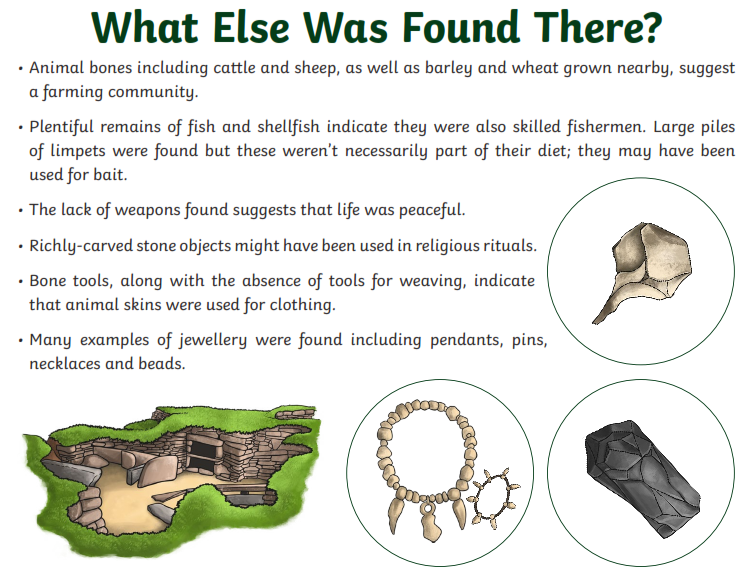 What Else Was Found There?
• Animal bones including cattle and sheep, as well as barley and wheat grown nearby, suggest
a farming community.
• Plentiful remains of fish and shellfish indicate they were also skilled fishermen. Large piles
of limpets were found but these weren't necessarily part of their diet; they may have been
used for bait.
• The lack of weapons found suggests that life was peaceful.
• Richly-carved stone objects might have been used in religious rituals.
• Bone tools, along with the absence of tools for weaving, indicate
that animal skins were used for clothing.
• Many examples of jewellery were found including pendants, pins,
necklaces and beads.